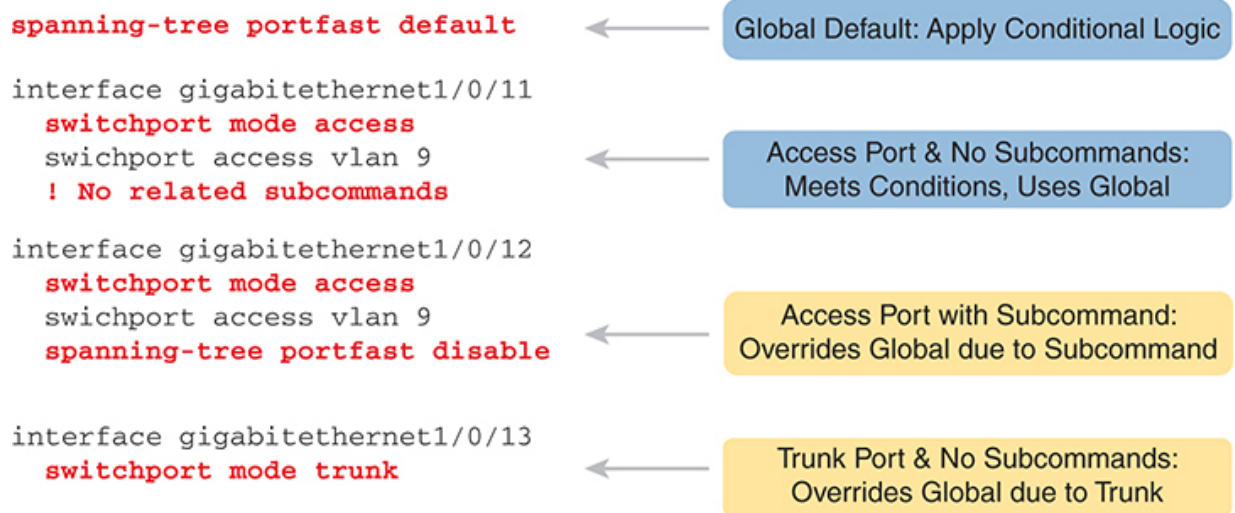 spanning-tree portfast default
Global Default: Apply Conditional Logic
interface gigabitethernet1/0/11
switchport mode access
swichport access vlan 9
! No related subcommands
Access Port & No Subcommands:
Meets Conditions, Uses Global
interface gigabitethernet1/0/12
switchport mode access
swichport access vlan 9
spanning-tree portfast disable
Access Port with Subcommand:
Overrides Global due to Subcommand
interface gigabitethernet1/0/13
switchport mode trunk
Trunk Port & No Subcommands:
Overrides Global due to Trunk